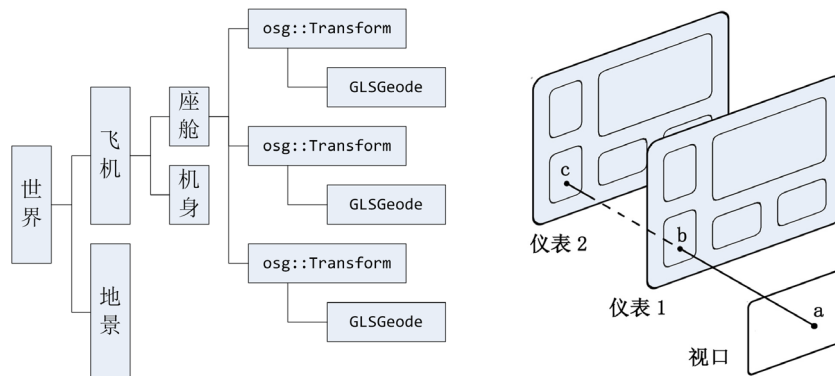 世界
飞机
地景
座舱
机身
osg::Transform
GLSGeode
osg::Transform
GLSGeode
osg::Transform
GLSGeode
c
仪表 2
b
仪表 1
a
视口